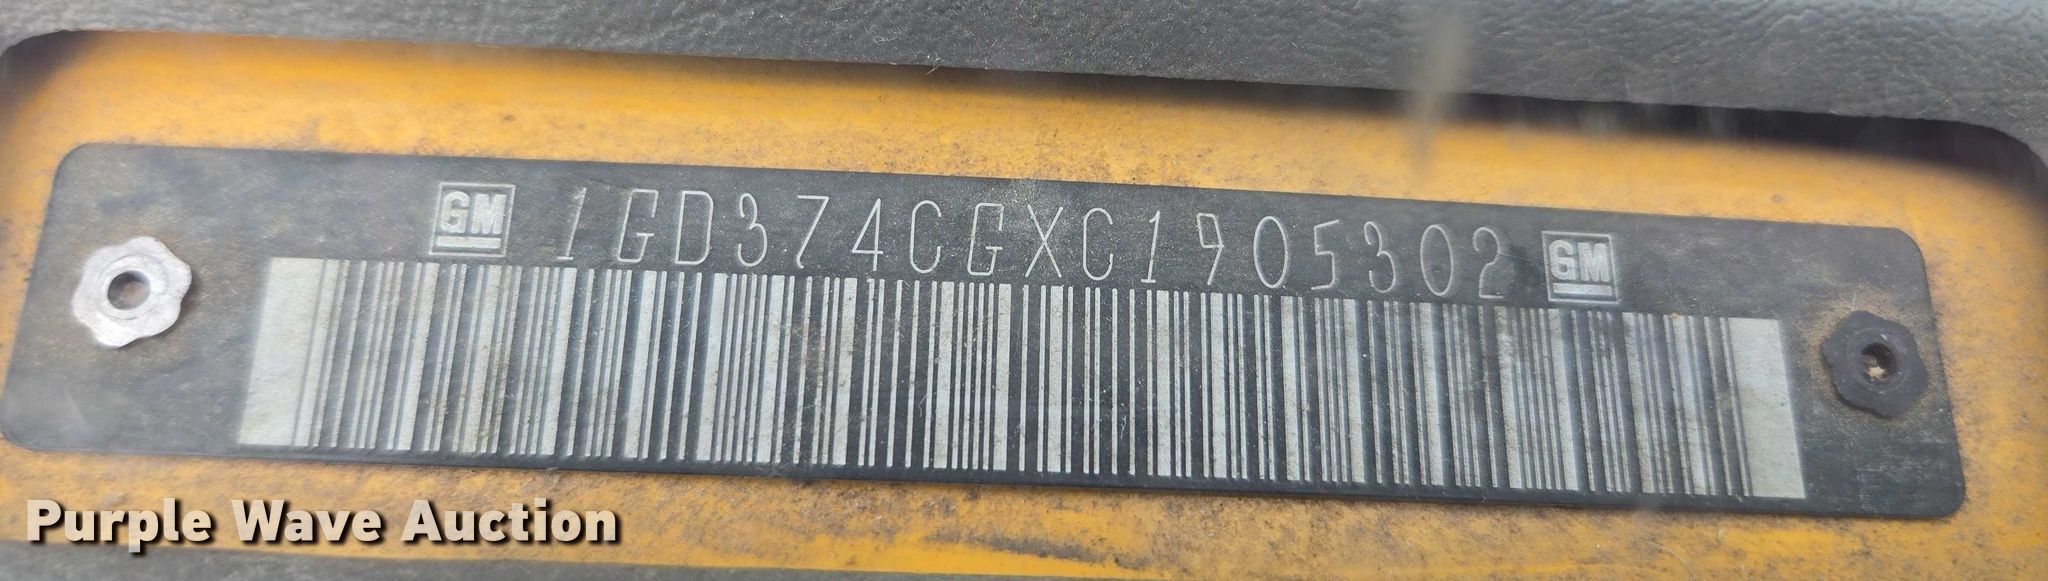 GM 1GD374CGXC1905302 GM
Purple Wave Auction